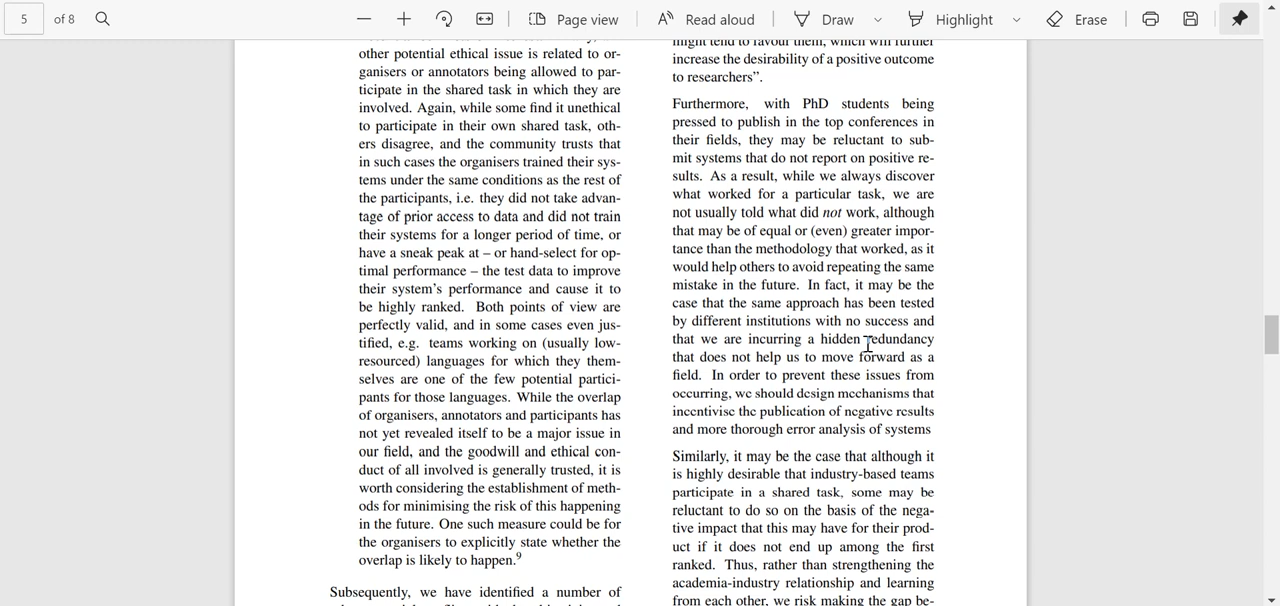 5
of 8
Page view
Read aloud
Draw
Highlight
Erase
other potential ethical issue is related to or-
ganisers or annotators being allowed to par-
ticipate in the shared task in which they are
involved. Again, while some find it unethical
to participate in their own shared task, oth-
ers disagree, and the community trusts that
in such cases the organisers trained their sys-
tems under the same conditions as the rest of
the participants, i.e. they did not take advan-
tage of prior access to data and did not train
their systems for a longer period of time, or
have a sneak peak at – or hand-select for op-
timal performance – the test data to improve
their system's performance and cause it to
be highly ranked. Both points of view are
perfectly valid, and in some cases even jus-
tified, e.g. teams working on (usually low-
resourced) languages for which they them-
selves are one of the few potential partici-
pants for those languages. While the overlap
of organisers, annotators and participants has
not yet revealed itself to be a major issue in
our field, and the goodwill and ethical con-
duct of all involved is generally trusted, it is
worth considering the establishment of meth-
ods for minimising the risk of this happening
in the future. One such measure could be for
the organisers to explicitly state whether the
overlap is likely to happen.9
Subsequently, we have identified a number of
might tend to favour them, which will further
increase the desirability of a positive outcome
to researchers”.
Furthermore, with PhD students being
pressed to publish in the top conferences in
their fields, they may be reluctant to sub-
mit systems that do not report on positive re-
sults. As a result, while we always discover
what worked for a particular task, we are
not usually told what did not work, although
that may be of equal or (even) greater impor-
tance than the methodology that worked, as it
would help others to avoid repeating the same
mistake in the future. In fact, it may be the
case that the same approach has been tested
by different institutions with no success and
that we are incurring a hidden redundancy
that does not help us to move forward as a
field. In order to prevent these issues from
occurring, we should design mechanisms that
incentivise the publication of negative results
and more thorough error analysis of systems
Similarly, it may be the case that although it
is highly desirable that industry-based teams
participate in a shared task, some may be
reluctant to do so on the basis of the nega-
tive impact that this may have for their prod-
uct if it does not end up among the first
ranked. Thus, rather than strengthening the
academia-industry relationship and learning
from each other, we risk making the gap be-